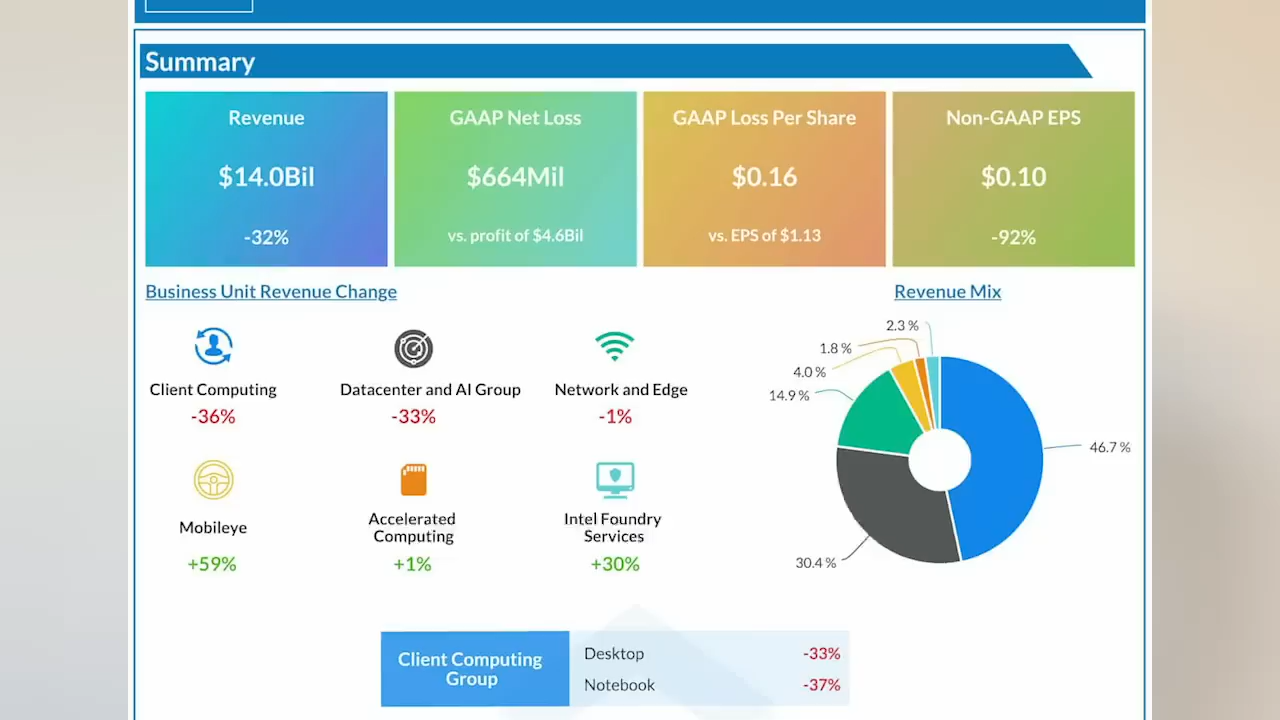 Summary
Revenue
$14.0Bil
-32%
GAAP Net Loss
$664Mil
vs. profit of $4.6Bil
GAAP Loss Per Share
$0.16
vs. EPS of $1.13
Non-GAAP EPS
$0.10
-92%
Business Unit Revenue Change
Client Computing
-36%
Datacenter and AI Group
-33%
Network and Edge
-1%
Mobileye
+59%
Accelerated
Computing
+1%
Intel Foundry
Services
+30%
Revenue Mix
2.3 %
1.8 %
4.0 %
14.9 %
46.7 %
30.4 %
Client Computing
Group
Desktop
-33%
Notebook
-37%